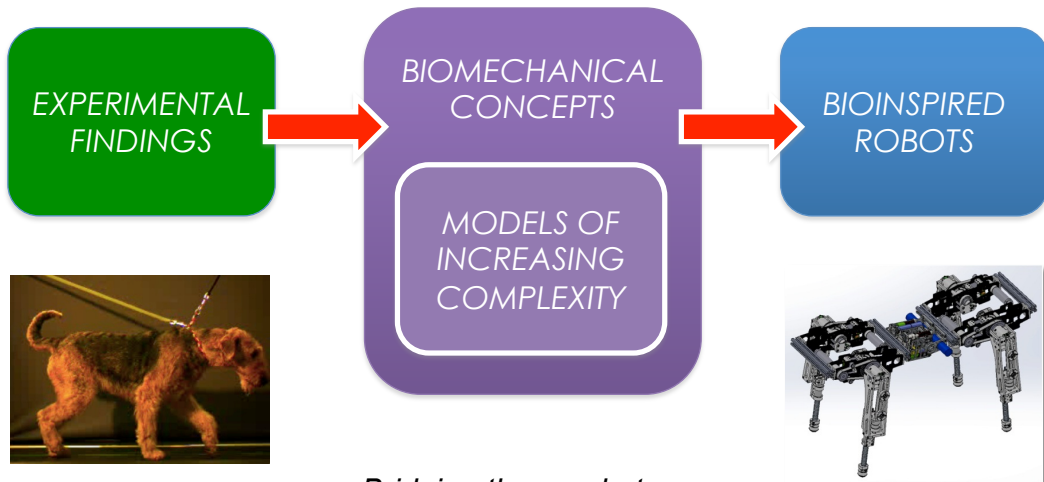 EXPERIMENTAL
FINDINGS
BIOMECHANICAL
CONCEPTS
MODELS OF
INCREASING
COMPLEXITY
BIOINSPIRED
ROBOTS